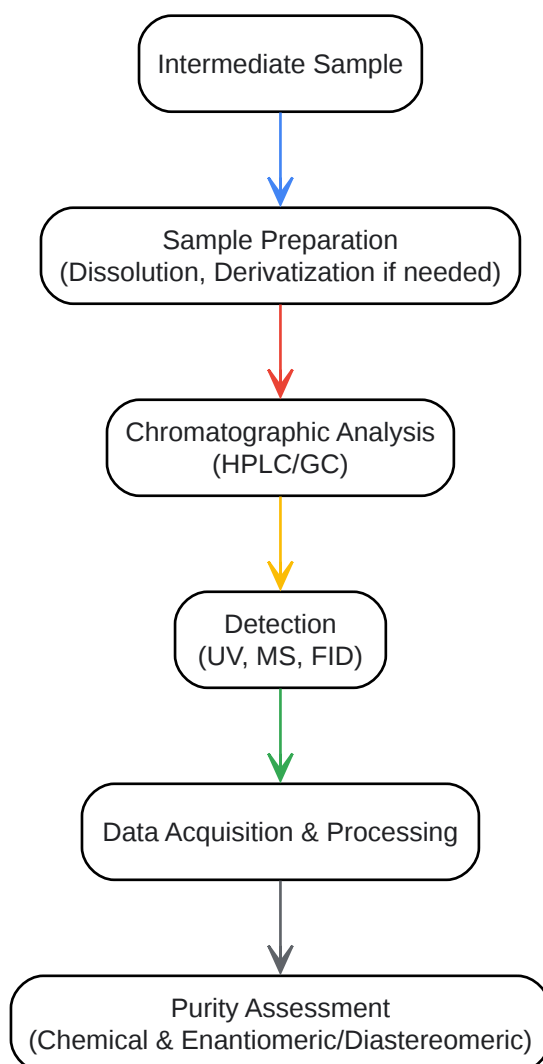 Intermediate Sample
Sample Preparation
(Dissolution, Derivatization if needed)
Chromatographic Analysis
(HPLC/GC)
Detection
(UV, MS, FID)
Data Acquisition & Processing
Purity Assessment
(Chemical & Enantiomeric/Diastereomeric)